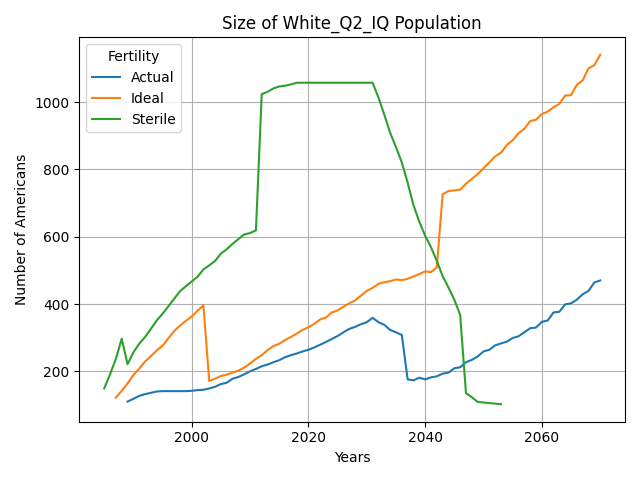 Size of White_Q2_IQ Population
Fertility
Actual
Ideal
Sterile
Number of Americans
1000
800
600
400
200
2000
2020
2040
2060
Years